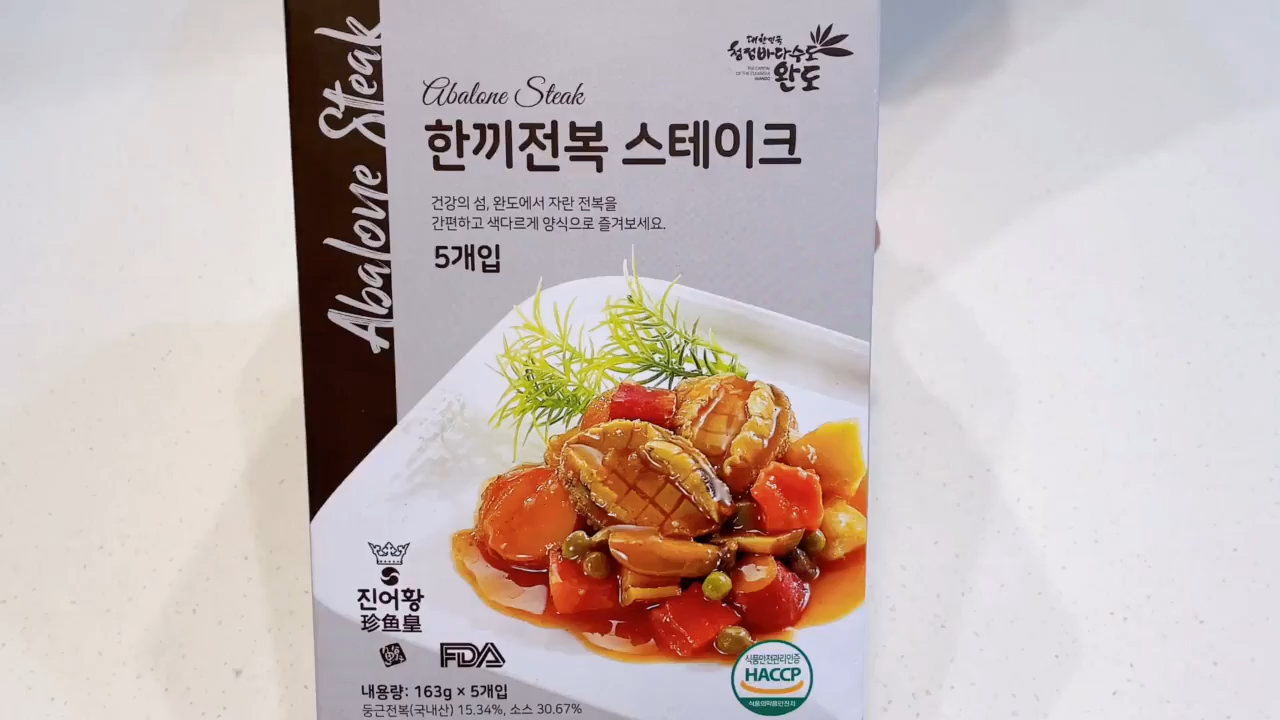 Abalone Steak
대한민국
청정바다수도
완도
Abalone Steak
한끼전복 스테이크
건강의 섬, 완도에서 자란 전복을
간편하고 색다르게 양식으로 즐겨보세요.
5개입
진어황
珍鱼皇
FDA
식품안전관리인증
HACCP
식품의약품안전처
내용량: 163g × 5개입
둥근전복(국내산) 15.34%, 소스 30.67%